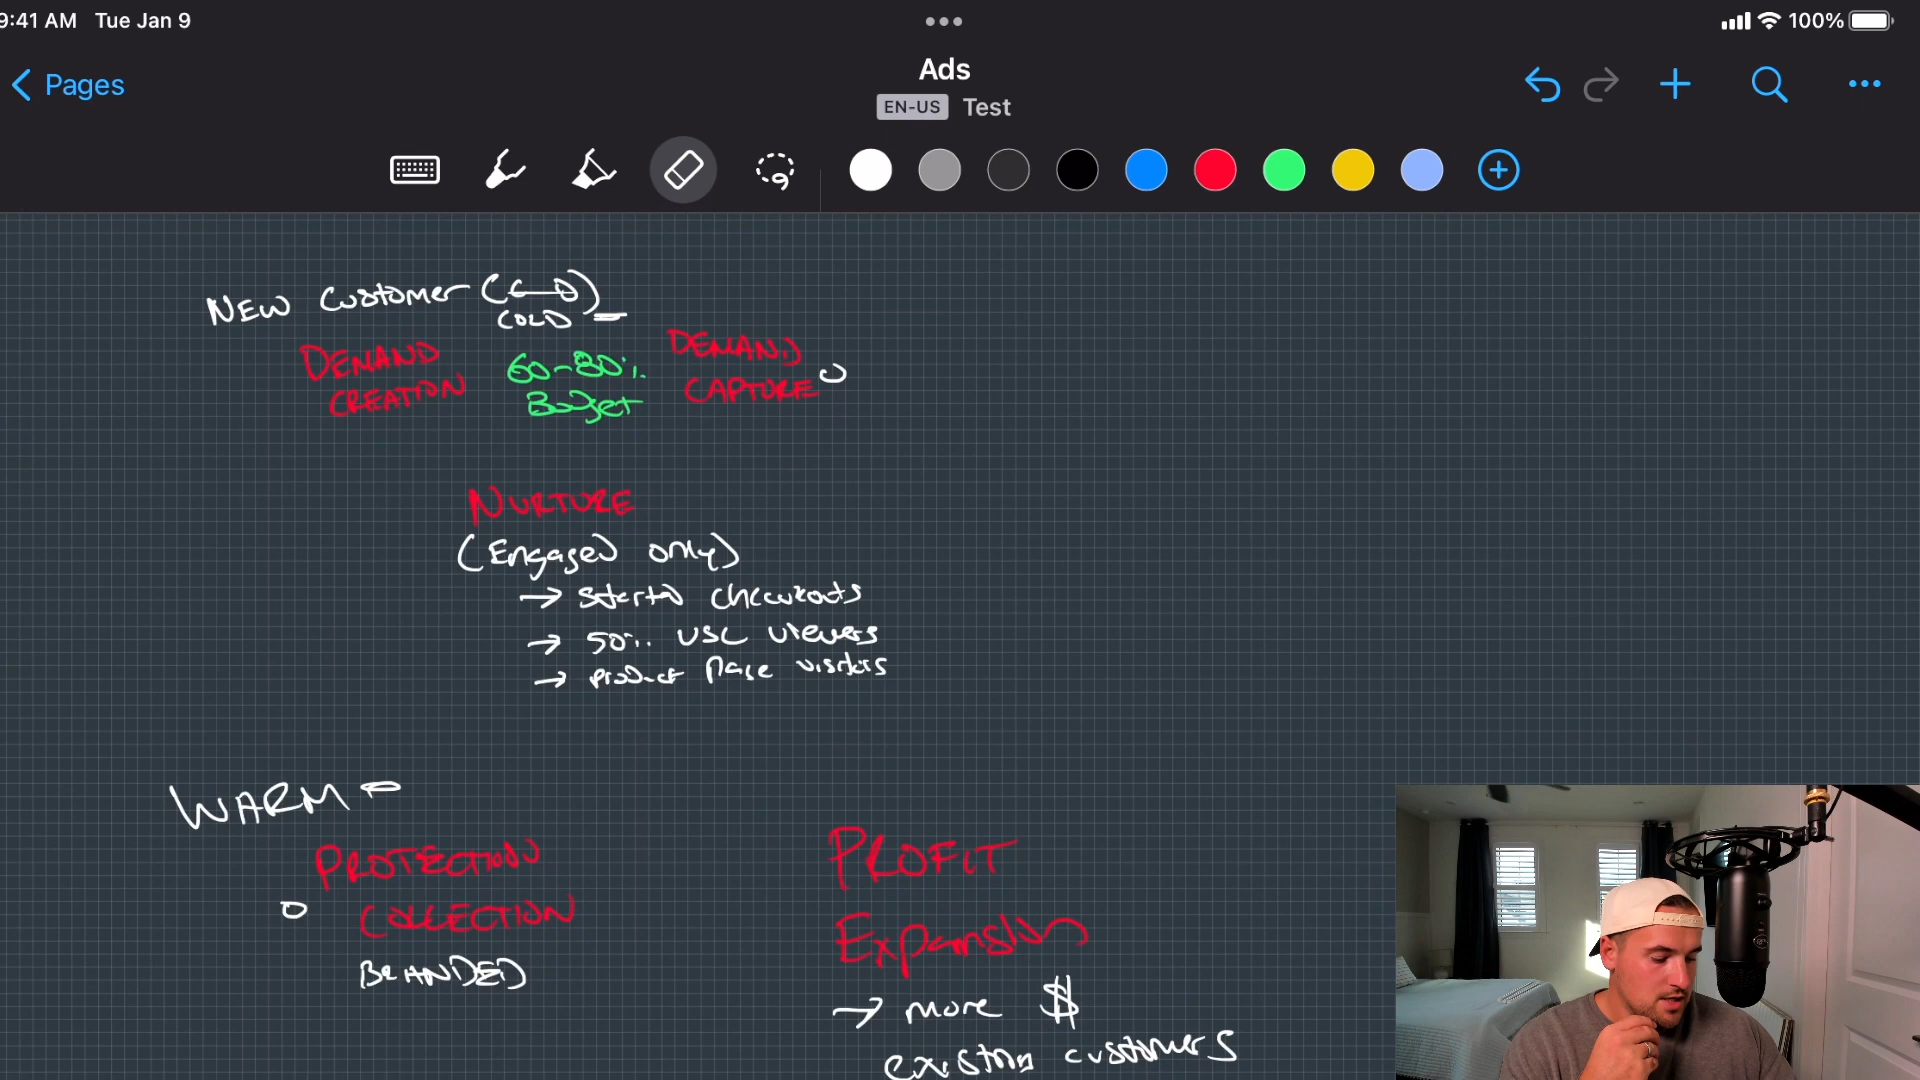 9:41 AM Tue Jan 9
100%
Pages
Ads
EN-US Test
NEW Customer
COLD
DEMAND
CREATION
60-80%
Budget
DEMAND
CAPTURE
NURTURE
(Engaged only)
→ started checkouts
→ 50% viewers
→ product Page visitors
WARM -
PROTECTION
COLLECTION
BRANDED
PROFIT
Expansion
→ more $
existing customers